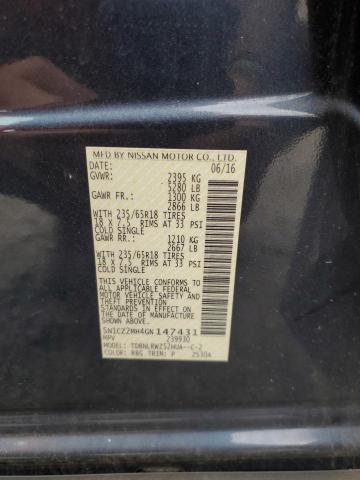 MFD BY NISSAN MOTOR CO., LTD.
DATE: 06/16
GVWR: 2395 KG
5280 LB
GAWR FR.: 1300 KG
2866 LB
WITH 235/65R18 TIRES
18 X 7.5 RIMS AT 33 PSI
COLD SINGLE
GAWR RR.: 1210 KG
2667 LB
WITH 235/65R18 TIRES
18 X 7.5 RIMS AT 33 PSI
COLD SINGLE
THIS VEHICLE CONFORMS TO ALL
APPLICABLE FEDERAL
MOTOR VEHICLE SAFETY STANDARDS
IN EFFECT ON THE DATE OF
MANUFACTURE SHOWN ABOVE.
5N1CZ2MH4GN147431
MPV 239930
MODEL: TDBNLRWZ52HUA--C-2
COLOR: RBG TRIM: P 25304